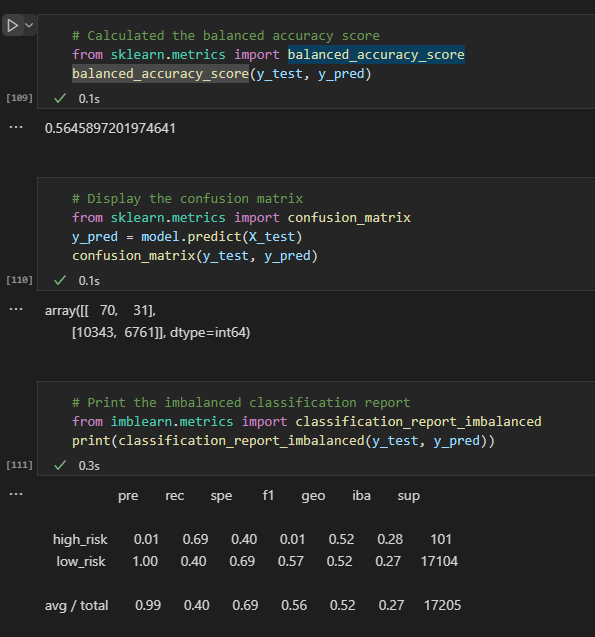 # Calculated the balanced accuracy score
from sklearn.metrics import balanced_accuracy_score
balanced_accuracy_score(y_test, y_pred)
[109] ✓ 0.1s
... 0.5645897201974641
# Display the confusion matrix
from sklearn.metrics import confusion_matrix
y_pred = model.predict(X_test)
confusion_matrix(y_test, y_pred)
[110] ✓ 0.1s
... array([[ 70, 31],
[10343, 6761]], dtype=int64)
# Print the imbalanced classification report
from imblearn.metrics import classification_report_imbalanced
print(classification_report_imbalanced(y_test, y_pred))
[111] ✓ 0.3s
... pre rec spe f1 geo iba sup
high_risk 0.01 0.69 0.40 0.01 0.52 0.28 101
low_risk 1.00 0.40 0.69 0.57 0.52 0.27 17104
avg / total 0.99 0.40 0.69 0.56 0.52 0.27 17205